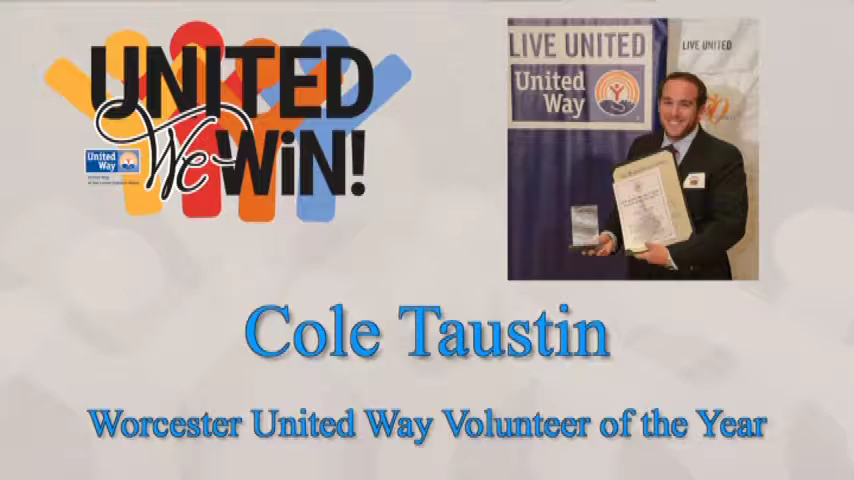 UNITED
We
WiN!
United
Way
LIVE UNITED
United
Way
LIVE UNITED
Cole Taustin
Worcester United Way Volunteer of the Year